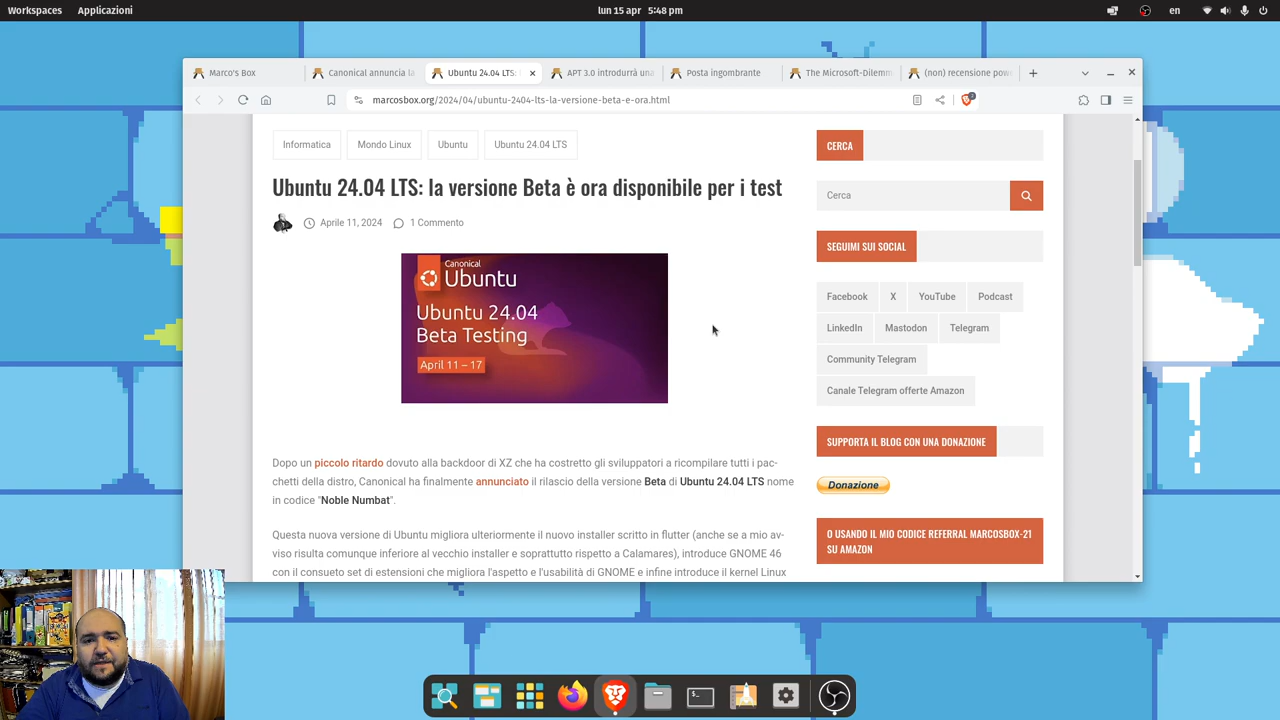 Workspaces Applicazioni
lun 15 apr 5:48 pm
en
Marco's Box
Canonical annuncia la
Ubuntu 24.04 LTS:
APT 3.0 introdurrà una
Posta ingombrante
The Microsoft-Dilemm
(non) recensione pow
marcosbox.org/2024/04/ubuntu-2404-lts-la-versione-beta-e-ora.html
Informatica
Mondo Linux
Ubuntu
Ubuntu 24.04 LTS
Ubuntu 24.04 LTS: la versione Beta è ora disponibile per i test
Aprile 11, 2024
1 Commento
Canonical
Ubuntu
Ubuntu 24.04
Beta Testing
April 11 – 17
Dopo un piccolo ritardo dovuto alla backdoor di XZ che ha costretto gli sviluppatori a ricompilare tutti i pac-
chetti della distro, Canonical ha finalmente annunciato il rilascio della versione Beta di Ubuntu 24.04 LTS nome
in codice "Noble Numbat".
Questa nuova versione di Ubuntu migliora ulteriormente il nuovo installer scritto in flutter (anche se a mio av-
viso risulta comunque inferiore al vecchio installer e soprattutto rispetto a Calamares), introduce GNOME 46
con il consueto set di estensioni che migliora l'aspetto e l'usabilità di GNOME e infine introduce il kernel Linux
CERCA
Cerca
SEGUIMI SUI SOCIAL
Facebook
X
YouTube
Podcast
LinkedIn
Mastodon
Telegram
Community Telegram
Canale Telegram offerte Amazon
SUPPORTA IL BLOG CON UNA DONAZIONE
Donazione
O USANDO IL MIO CODICE REFERRAL MARCOSBOX-21
SU AMAZON